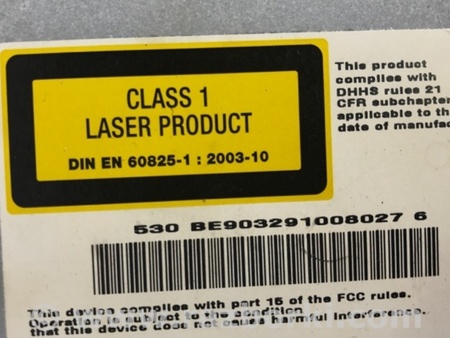 CLASS 1
LASER PRODUCT
DIN EN 60825-1 : 2003-10
This product
complies with
DHHS rules 21
CFR subchapter
applicable to th
date of manufac
530 BE903291008027 6
This device complies with part 15 of the FCC rules.
Operation is subject to the condition
that this device does not cause harmful interference.